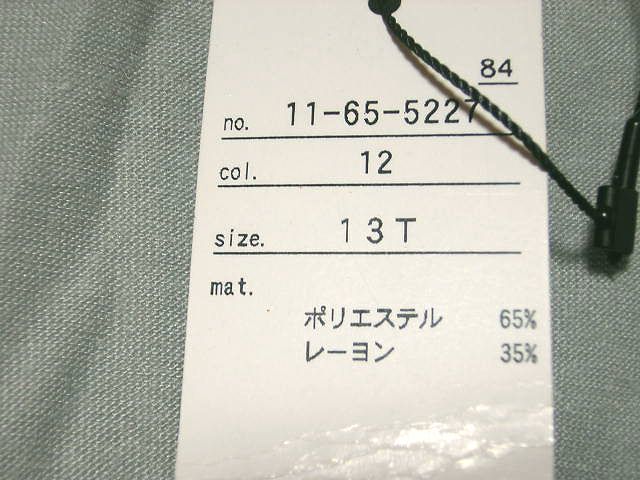 84
no. 11-65-5227
col. 12
size. 13T
mat.
ポリエステル 65%
レーヨン 35%